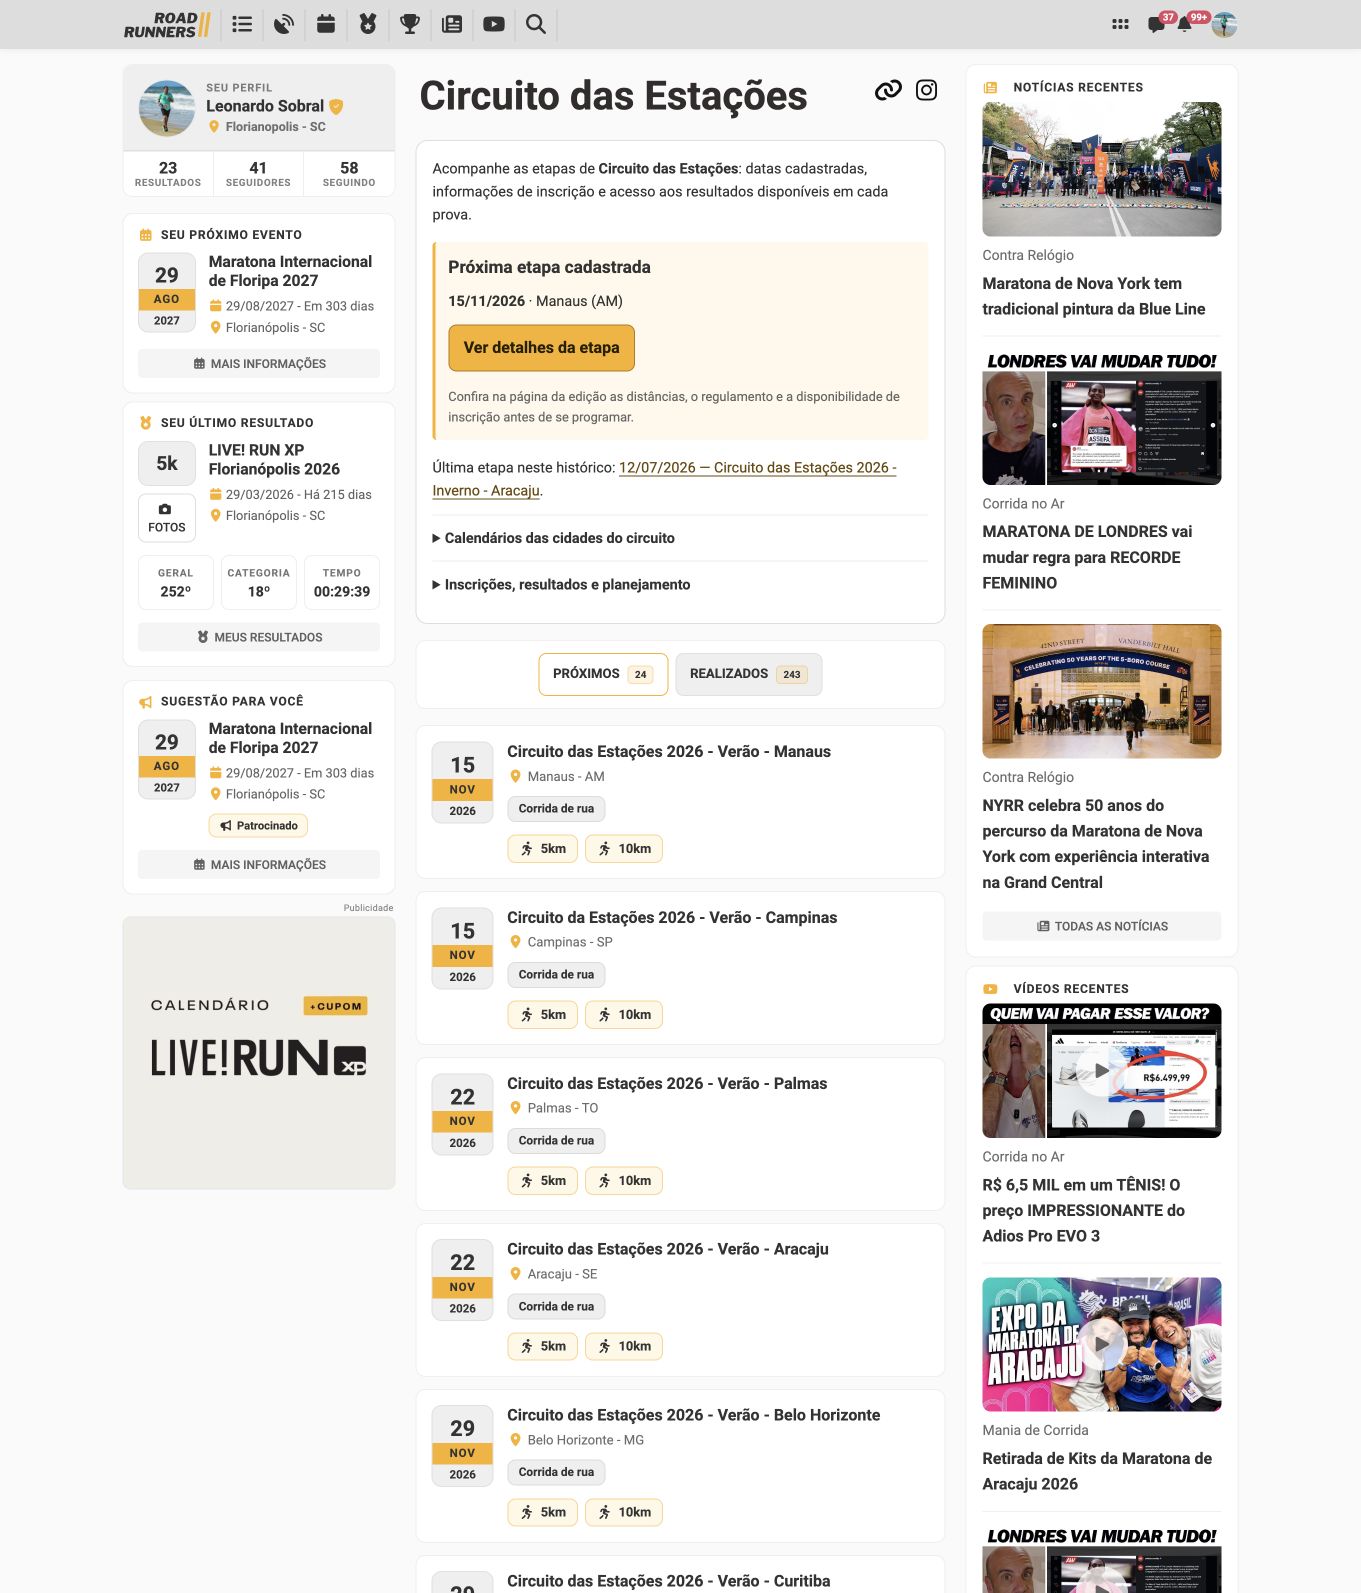 ROAD
RUNNERS
37
99+
SEU PERFIL
Leonardo Sobral
Florianopolis - SC
23
RESULTADOS
41
SEGUIDORES
58
SEGUINDO
SEU PRÓXIMO EVENTO
29
AGO
2027
Maratona Internacional
de Floripa 2027
29/08/2027 - Em 303 dias
Florianópolis - SC
MAIS INFORMAÇÕES
SEU ÚLTIMO RESULTADO
5k
FOTOS
LIVE! RUN XP
Florianópolis 2026
29/03/2026 - Há 215 dias
Florianópolis - SC
GERAL
252º
CATEGORIA
18º
TEMPO
00:29:39
MEUS RESULTADOS
SUGESTÃO PARA VOCÊ
29
AGO
2027
Maratona Internacional
de Floripa 2027
29/08/2027 - Em 303 dias
Florianópolis - SC
Patrocinado
MAIS INFORMAÇÕES
Publicidade
CALENDÁRIO
+CUPOM
LIVE!RUN
XP
Circuito das Estações
Acompanhe as etapas de Circuito das Estações: datas cadastradas,
informações de inscrição e acesso aos resultados disponíveis em cada
prova.
Próxima etapa cadastrada
15/11/2026 · Manaus (AM)
Ver detalhes da etapa
Confira na página da edição as distâncias, o regulamento e a disponibilidade de
inscrição antes de se programar.
Última etapa neste histórico: 12/07/2026 — Circuito das Estações 2026 -
Inverno - Aracaju.
Calendários das cidades do circuito
Inscrições, resultados e planejamento
PRÓXIMOS 24
REALIZADOS 243
15
NOV
2026
Circuito das Estações 2026 - Verão - Manaus
Manaus - AM
Corrida de rua
5km
10km
15
NOV
2026
Circuito da Estações 2026 - Verão - Campinas
Campinas - SP
Corrida de rua
5km
10km
22
NOV
2026
Circuito das Estações 2026 - Verão - Palmas
Palmas - TO
Corrida de rua
5km
10km
22
NOV
2026
Circuito das Estações 2026 - Verão - Aracaju
Aracaju - SE
Corrida de rua
5km
10km
29
NOV
2026
Circuito das Estações 2026 - Verão - Belo Horizonte
Belo Horizonte - MG
Corrida de rua
5km
10km
Circuito das Estações 2026 - Verão - Curitiba
NOTÍCIAS RECENTES
Contra Relógio
Maratona de Nova York tem
tradicional pintura da Blue Line
LONDRES VAI MUDAR TUDO!
ASSEFA
Corrida no Ar
MARATONA DE LONDRES vai
mudar regra para RECORDE
FEMININO
42ND STREET
VANDERBILT HALL
CELEBRATING 50 YEARS OF THE 5-BORO COURSE
Contra Relógio
NYRR celebra 50 anos do
percurso da Maratona de Nova
York com experiência interativa
na Grand Central
TODAS AS NOTÍCIAS
VÍDEOS RECENTES
QUEM VAI PAGAR ESSE VALOR?
R$6.499,99
Corrida no Ar
R$ 6,5 MIL em um TÊNIS! O
preço IMPRESSIONANTE do
Adios Pro EVO 3
EXPO DA
MARATONA DE
ARACAJU
BRASIL
Mania de Corrida
Retirada de Kits da Maratona de
Aracaju 2026
LONDRES VAI MUDAR TUDO!